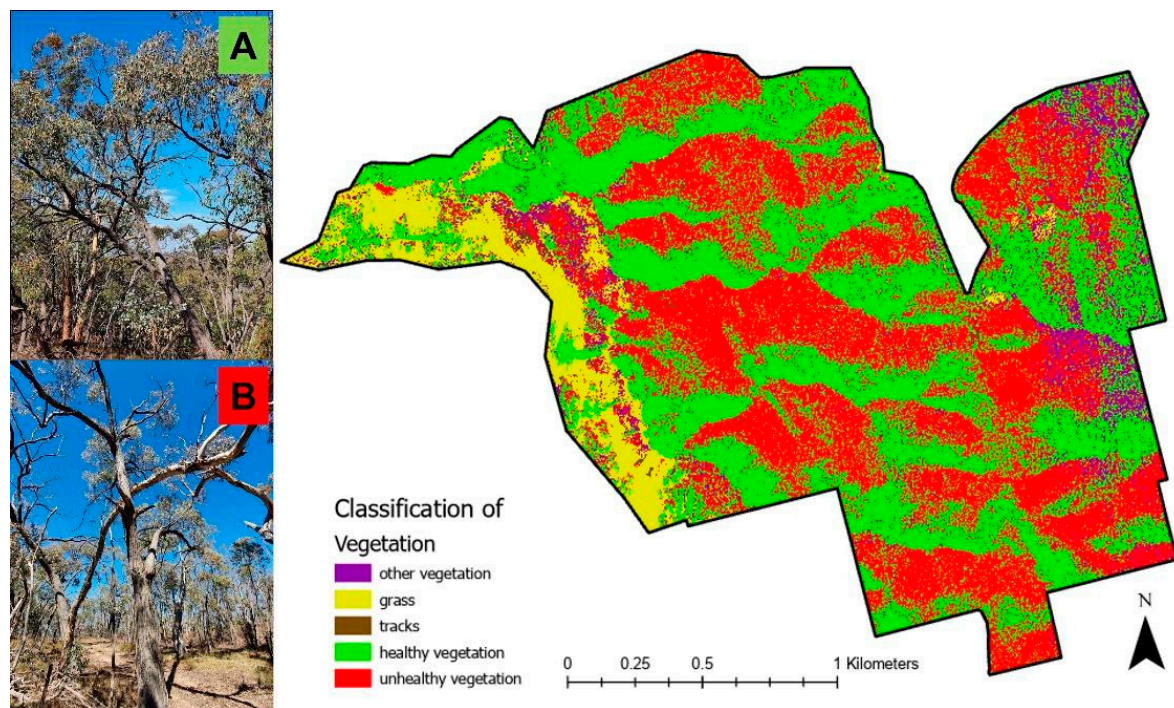 A
B
Classification of
Vegetation
other vegetation
grass
tracks
healthy vegetation
unhealthy vegetation
N
0 0.25 0.5 1 Kilometers